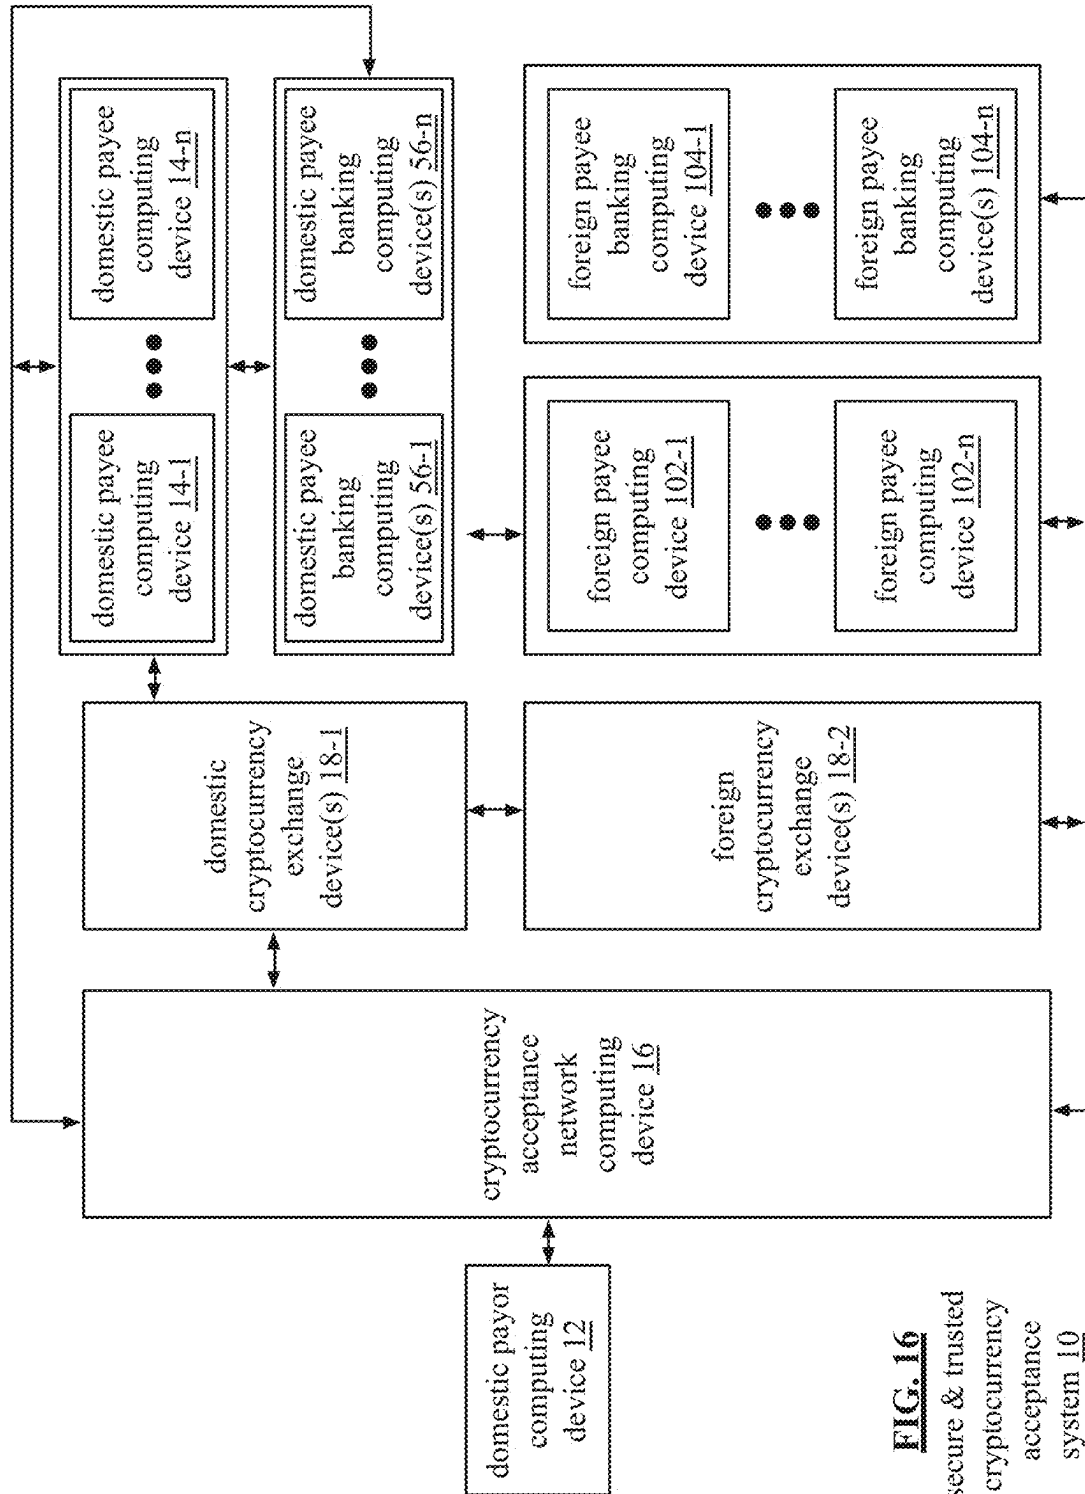 domestic payor
computing
device 12
cryptocurrency
acceptance
network
computing
device 16
domestic
cryptocurrency
exchange
device(s) 18-1
foreign
cryptocurrency
exchange
device(s) 18-2
domestic payee
computing
device 14-1
domestic payee
computing
device 14-n
domestic payee
banking
computing
device(s) 56-1
domestic payee
banking
computing
device(s) 56-n
foreign payee
computing
device 102-1
foreign payee
computing
device 102-n
foreign payee
banking
computing
device 104-1
foreign payee
banking
computing
device(s) 104-n
FIG. 16
secure & trusted
cryptocurrency
acceptance
system 10